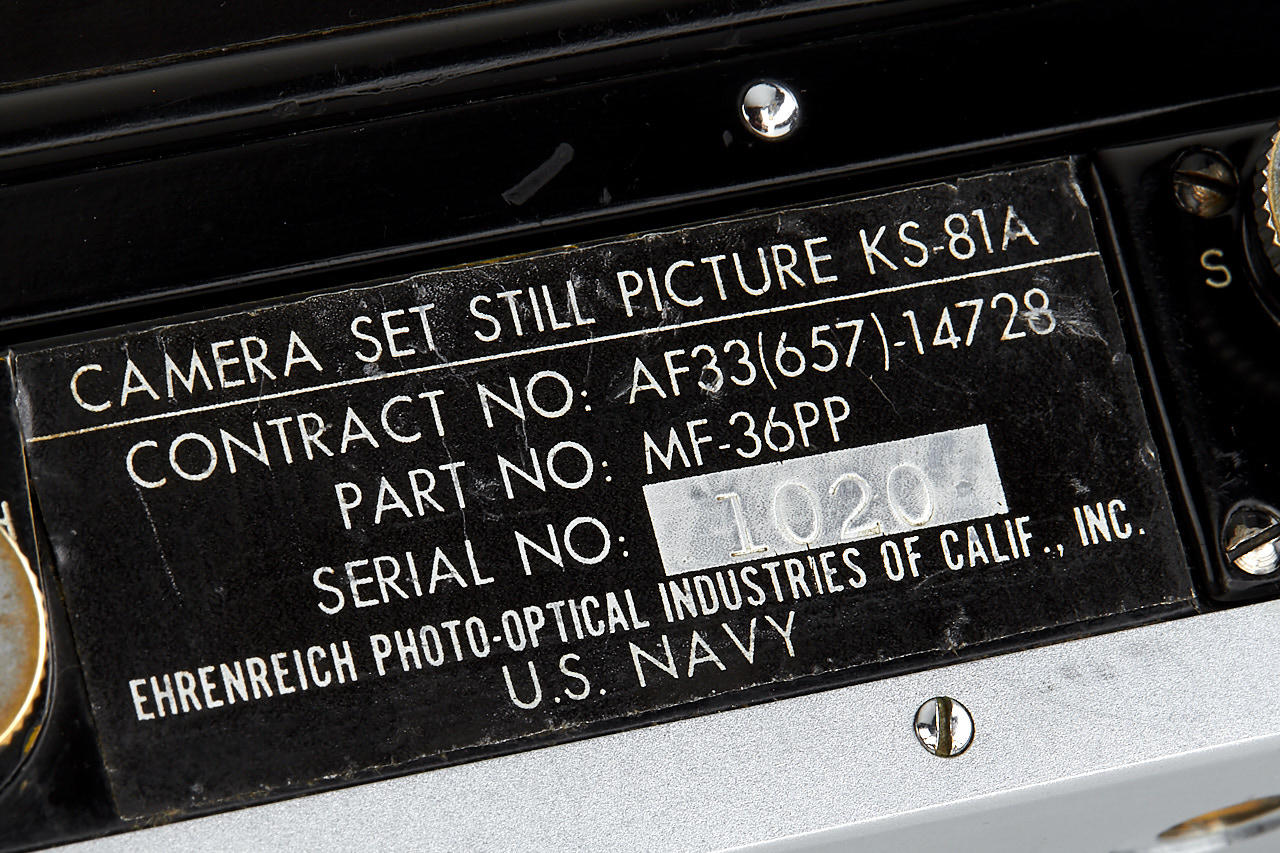 CAMERA SET STILL PICTURE KS-81A
CONTRACT NO: AF33(657)-14728
PART NO: MF-36PP
SERIAL NO: 1020
EHRENREICH PHOTO-OPTICAL INDUSTRIES OF CALIF., INC.
U.S. NAVY
S